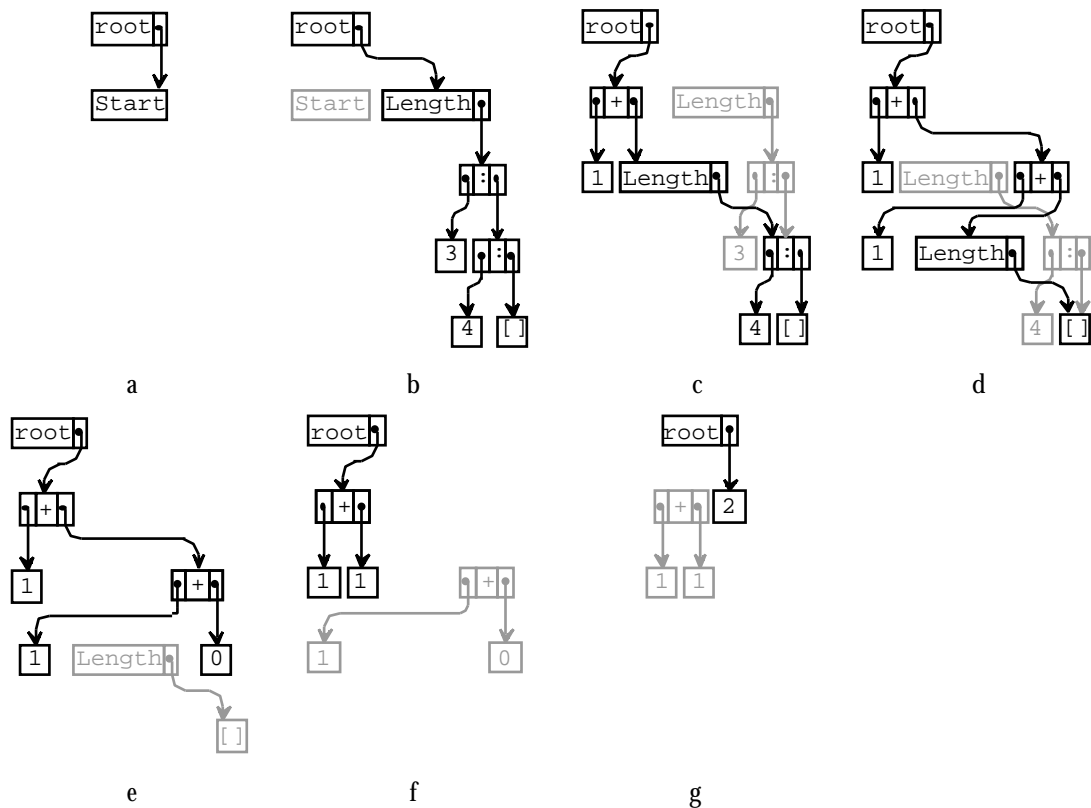 root
Start
a
root
Start Length
:
3 :
4 []
b
root
+ Length
1 Length :
3 :
4 []
c
root
+
1 Length +
1 Length :
4 []
d
root
+
1 +
1 Length 0
[]
e
root
+
1 1 +
1 0
f
root
+ 2
1 1
g